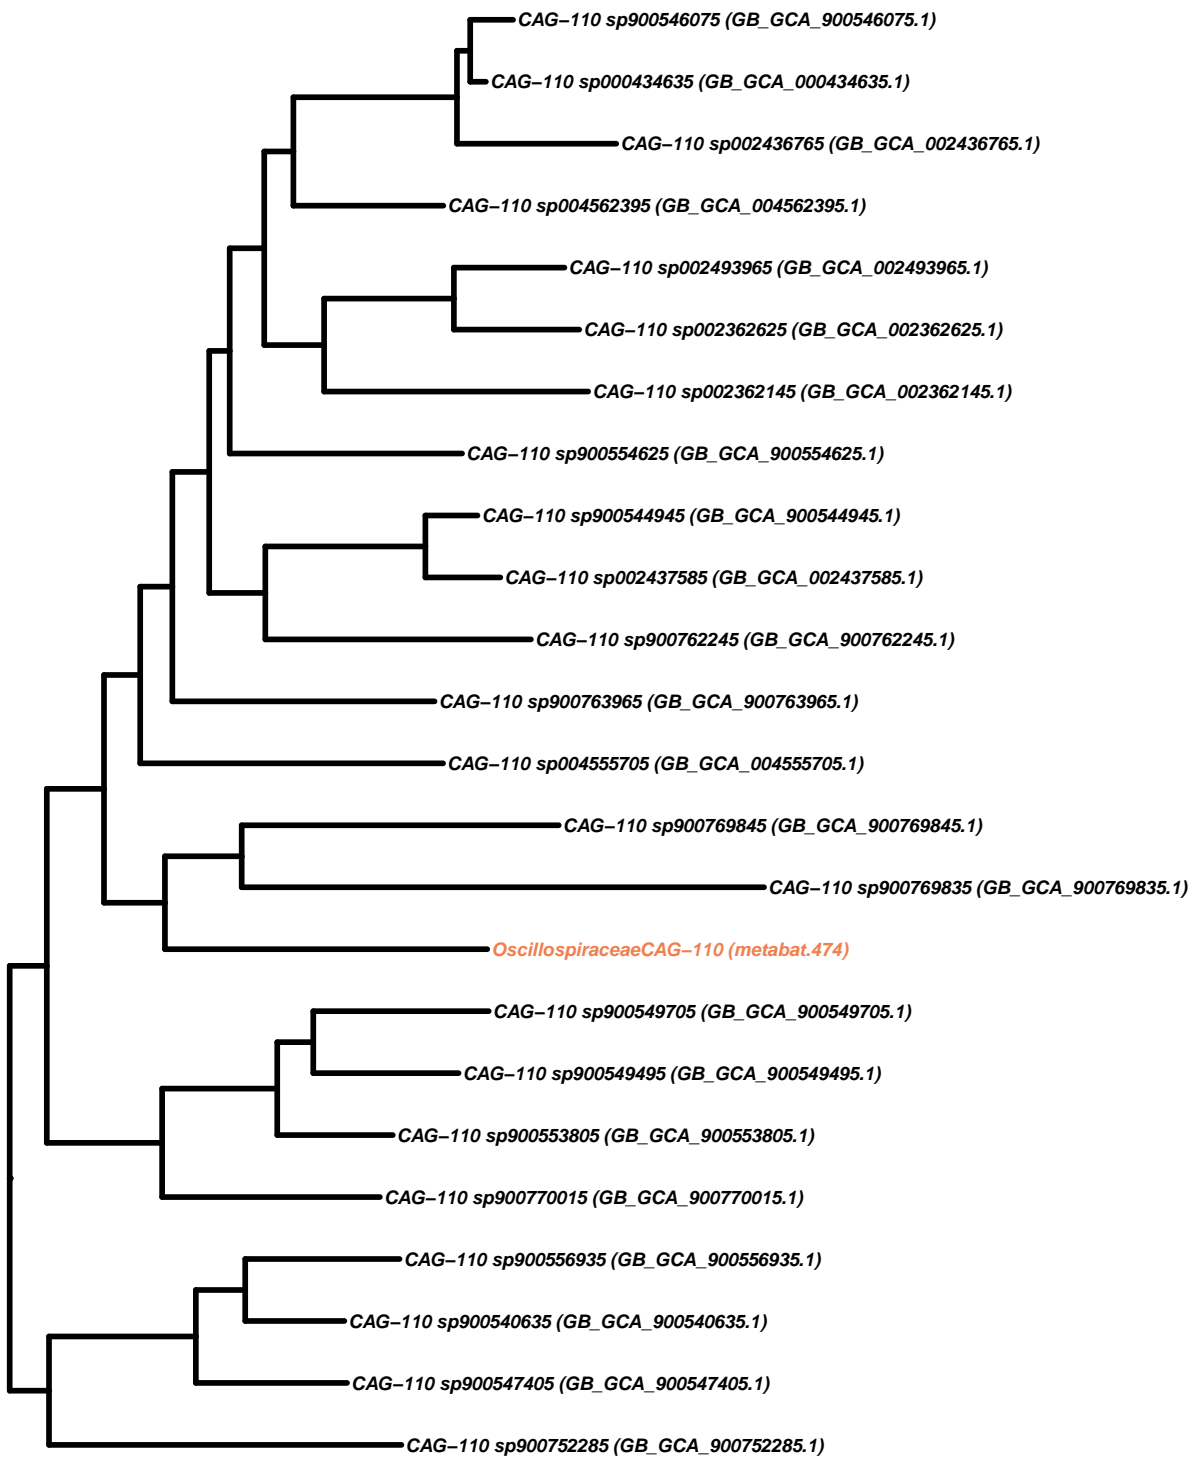 CAG–110 sp900546075 (GB_GCA_900546075.1)
CAG–110 sp000434635 (GB_GCA_000434635.1)
CAG–110 sp002436765 (GB_GCA_002436765.1)
CAG–110 sp004562395 (GB_GCA_004562395.1)
CAG–110 sp002493965 (GB_GCA_002493965.1)
CAG–110 sp002362625 (GB_GCA_002362625.1)
CAG–110 sp002362145 (GB_GCA_002362145.1)
CAG–110 sp900554625 (GB_GCA_900554625.1)
CAG–110 sp900544945 (GB_GCA_900544945.1)
CAG–110 sp002437585 (GB_GCA_002437585.1)
CAG–110 sp900762245 (GB_GCA_900762245.1)
CAG–110 sp900763965 (GB_GCA_900763965.1)
CAG–110 sp004555705 (GB_GCA_004555705.1)
CAG–110 sp900769845 (GB_GCA_900769845.1)
CAG–110 sp900769835 (GB_GCA_900769835.1)
OscillospiraceaeCAG–110 (metabat.474)
CAG–110 sp900549705 (GB_GCA_900549705.1)
CAG–110 sp900549495 (GB_GCA_900549495.1)
CAG–110 sp900553805 (GB_GCA_900553805.1)
CAG–110 sp900770015 (GB_GCA_900770015.1)
CAG–110 sp900556935 (GB_GCA_900556935.1)
CAG–110 sp900540635 (GB_GCA_900540635.1)
CAG–110 sp900547405 (GB_GCA_900547405.1)
CAG–110 sp900752285 (GB_GCA_900752285.1)